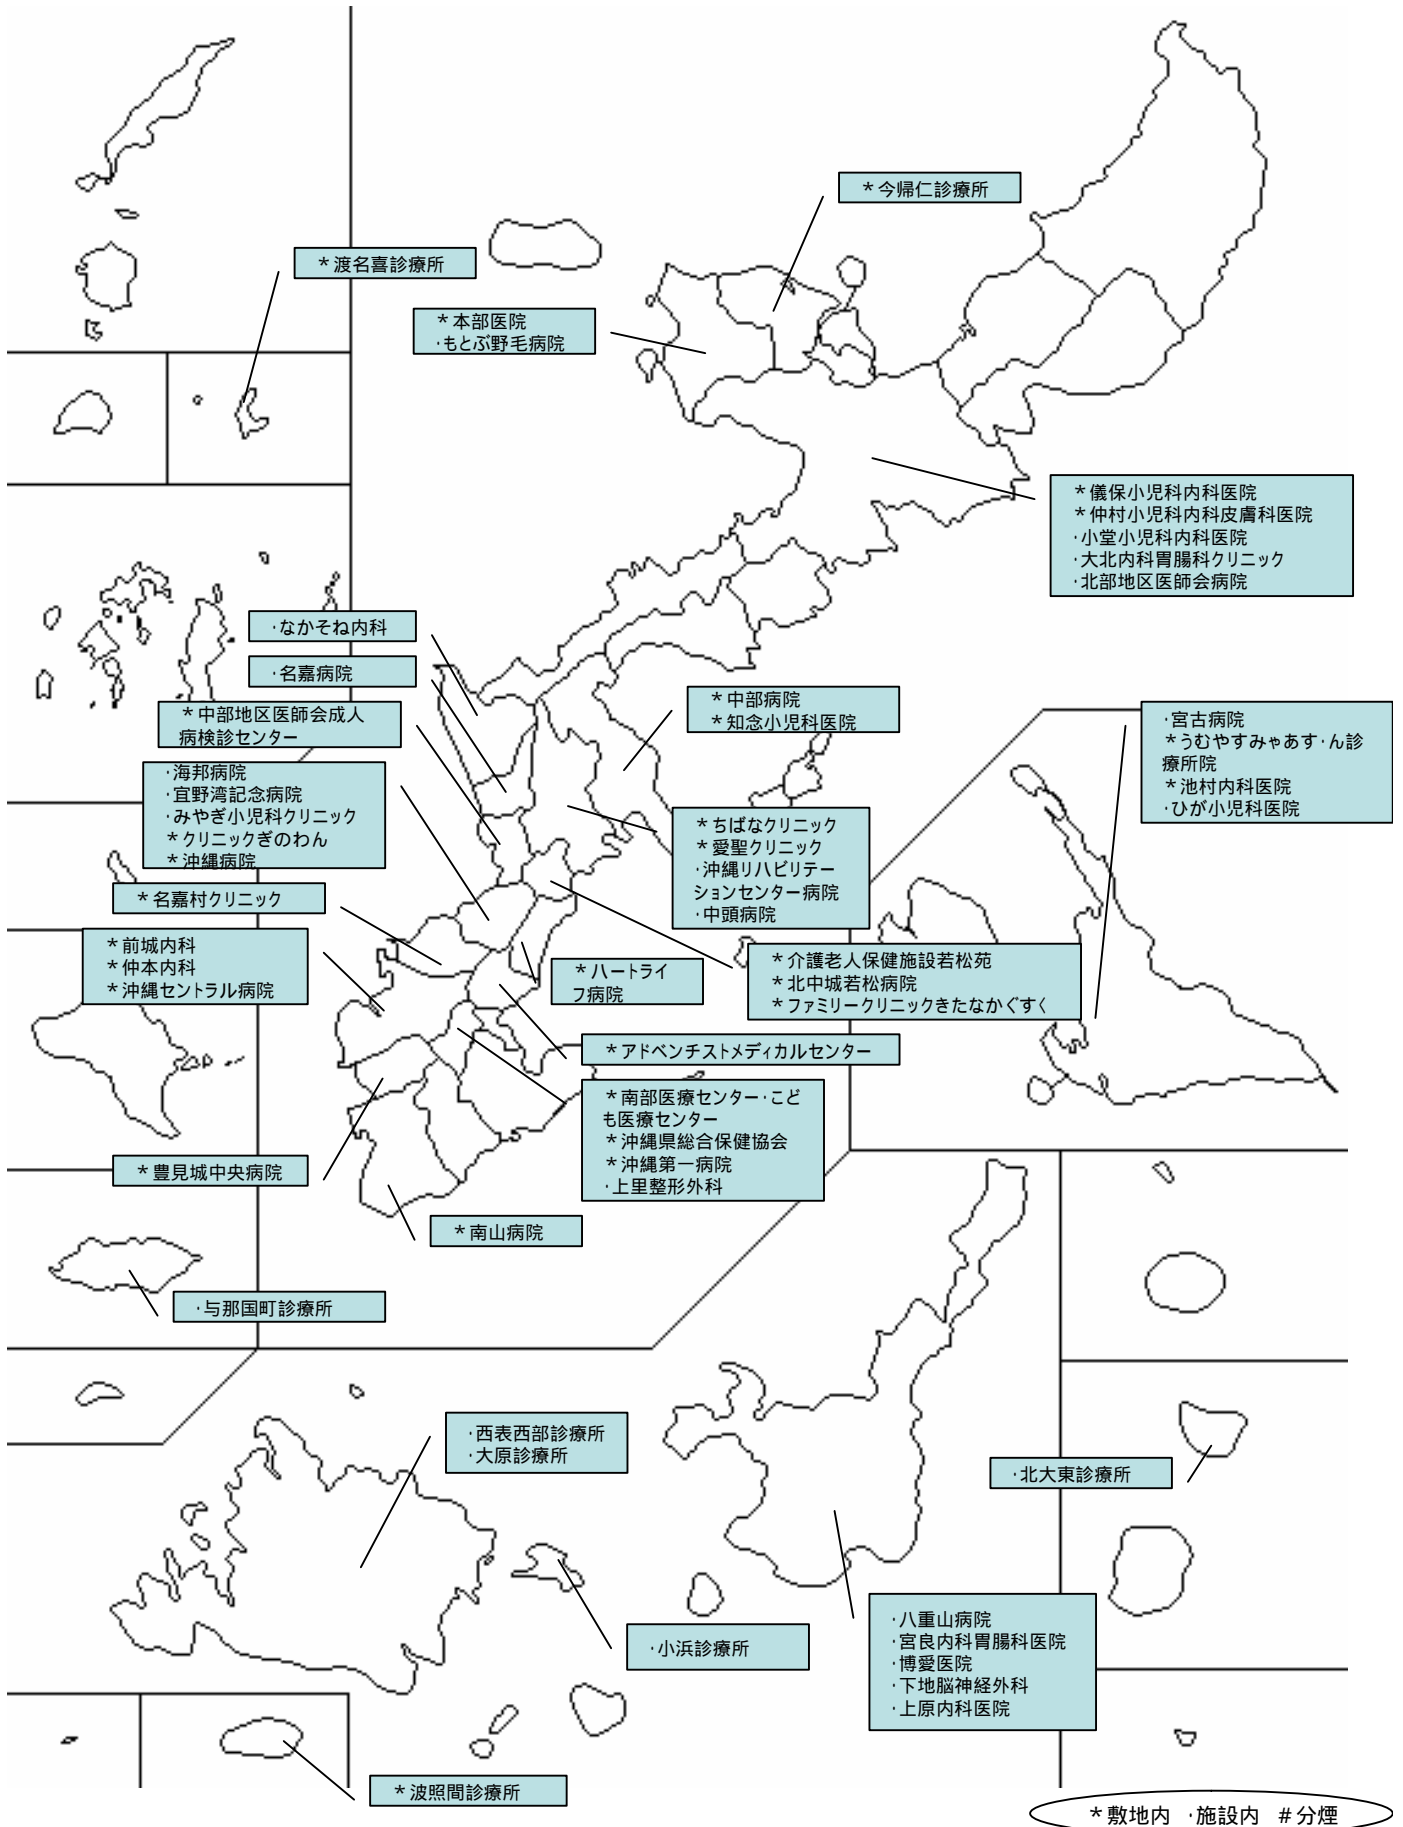 *今帰仁診療所
*渡名喜診療所
*本部医院
・もとぶ野毛病院
*儀保小児科内科医院
*仲村小児科内科皮膚科医院
・小堂小児科内科医院
・大北内科胃腸科クリニック
・北部地区医師会病院
・なかそね内科
・名嘉病院
*中部地区医師会成人
病検診センター
*中部病院
*知念小児科医院
・宮古病院
*うむやすみゃあす・ん診
療所院
*池村内科医院
・ひが小児科医院
・海邦病院
・宜野湾記念病院
・みやぎ小児科クリニック
*クリニックぎのわん
*沖縄病院
*ちばなクリニック
*愛聖クリニック
・沖縄リハビリテー
ションセンター病院
・中頭病院
*名嘉村クリニック
*前城内科
*仲本内科
*沖縄セントラル病院
*ハートライ
フ病院
*介護老人保健施設若松苑
*北中城若松病院
*ファミリークリニックきたなかぐすく
*アドベンチストメディカルセンター
*南部医療センター・こど
も医療センター
*沖縄県総合保健協会
*沖縄第一病院
・上里整形外科
*豊見城中央病院
*南山病院
・与那国町診療所
・西表西部診療所
・大原診療所
・北大東診療所
・小浜診療所
・八重山病院
・宮良内科胃腸科医院
・博愛医院
・下地脳神経外科
・上原内科医院
*波照間診療所
*敷地内 ・施設内 #分煙